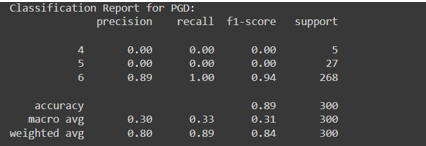 Classification Report for PGD:
precision recall f1-score support
4 0.00 0.00 0.00 5
5 0.00 0.00 0.00 27
6 0.89 1.00 0.94 268
accuracy 0.89 300
macro avg 0.30 0.33 0.31 300
weighted avg 0.80 0.89 0.84 300